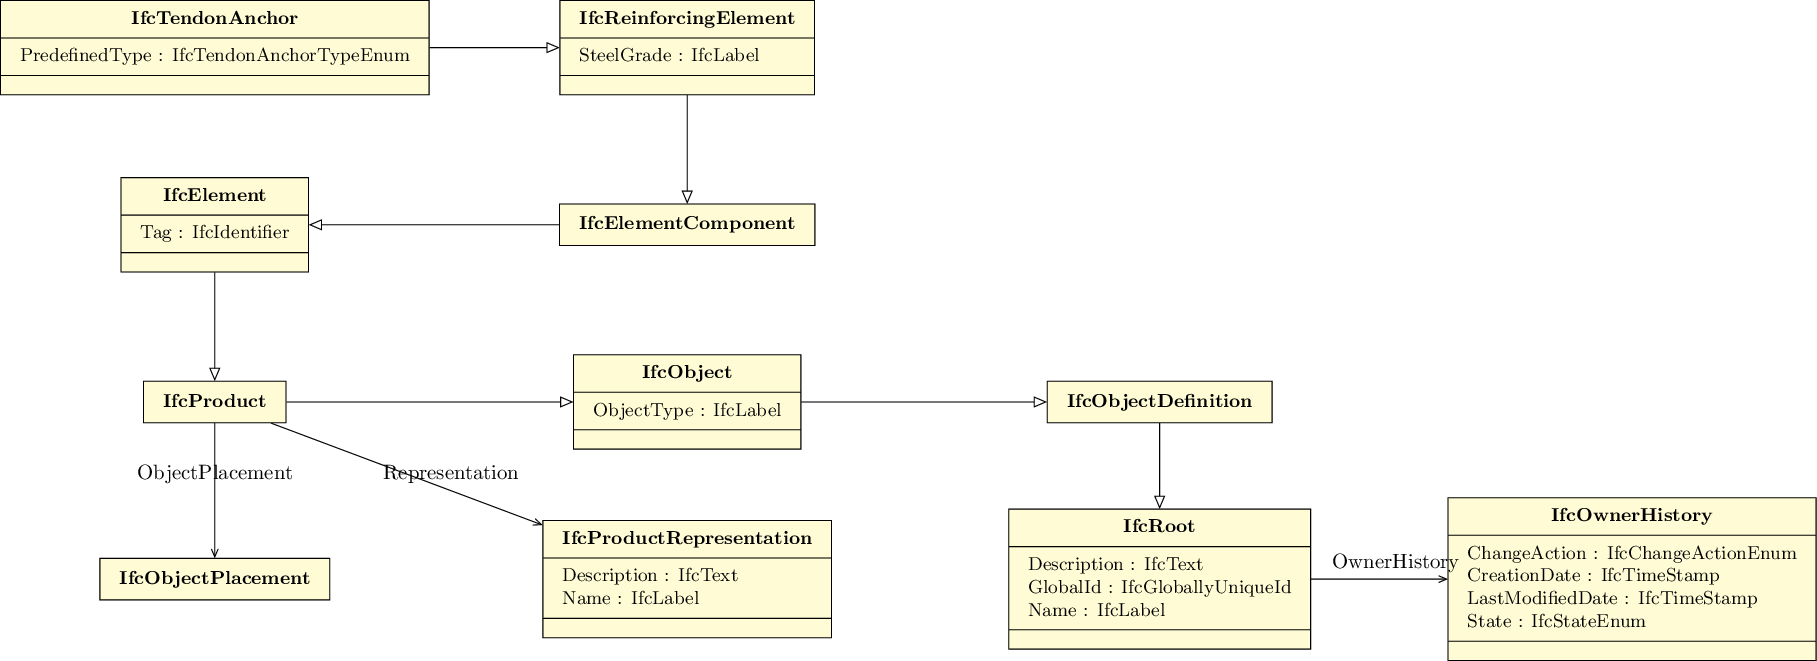 IfcTendonAnchor
PredefinedType : IfcTendonAnchorTypeEnum
IfcReinforcingElement
SteelGrade : IfcLabel
IfcElement
Tag : IfcIdentifier
IfcElementComponent
IfcProduct
IfcObject
ObjectType : IfcLabel
IfcObjectDefinition
ObjectPlacement
Representation
IfcObjectPlacement
IfcProductRepresentation
Description : IfcText
Name : IfcLabel
IfcRoot
Description : IfcText
GlobalId : IfcGloballyUniqueId
Name : IfcLabel
OwnerHistory
IfcOwnerHistory
ChangeAction : IfcChangeActionEnum
CreationDate : IfcTimeStamp
LastModifiedDate : IfcTimeStamp
State : IfcStateEnum